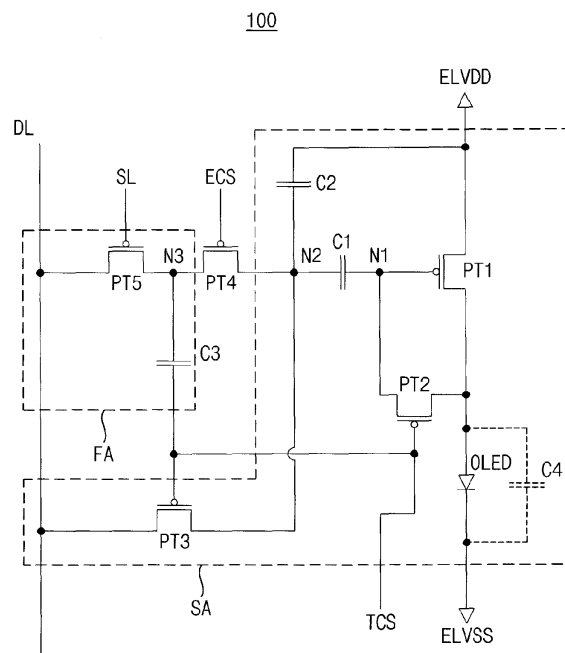 100
ELVDD
DL
SL
ECS
C2
N3
N2
C1
N1
PT5
PT4
PT1
C3
PT2
FA
OLED
C4
PT3
SA
TCS
ELVSS